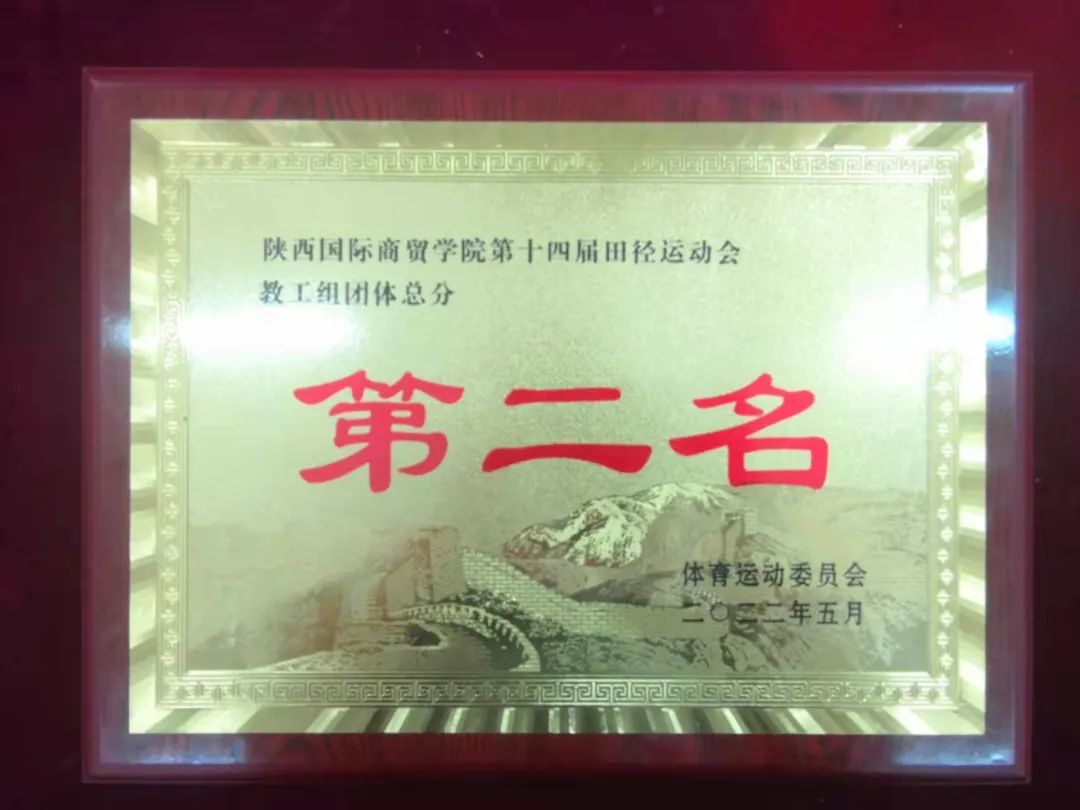 陕西国际商贸学院第十四届田径运动会
教工组团体总分
第二名
体育运动委员会
二〇二二年五月